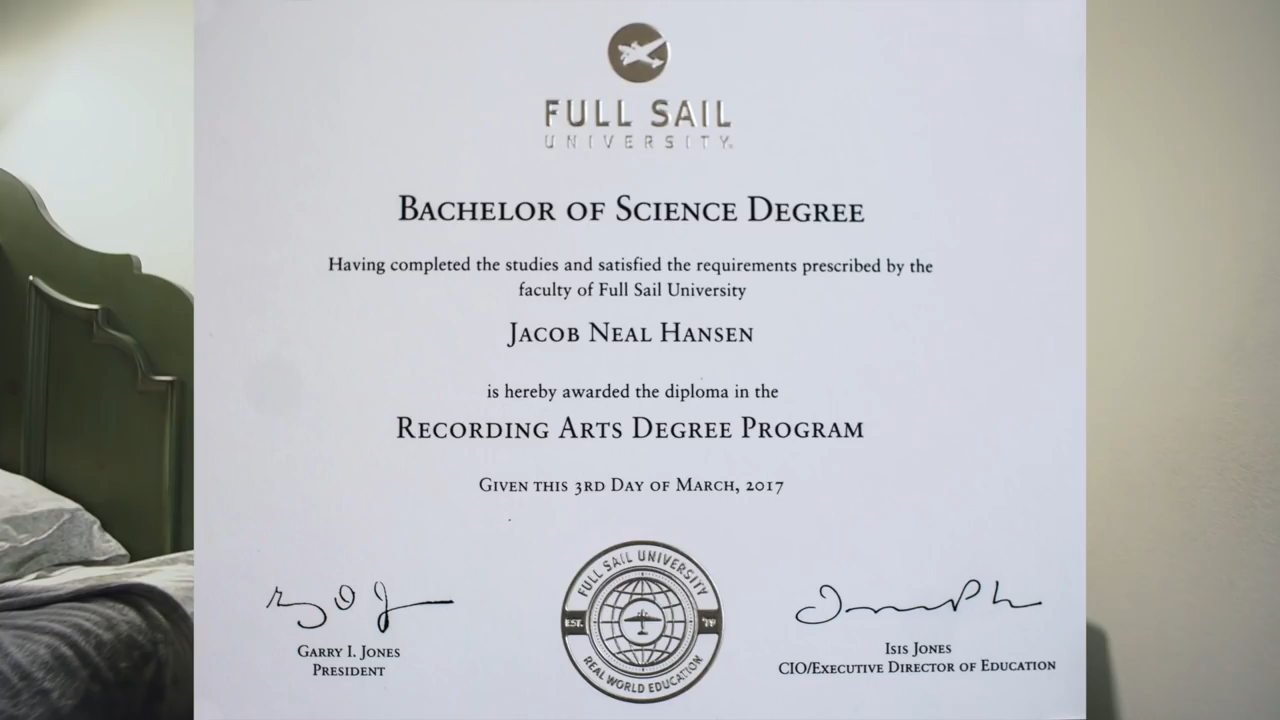 FULL SAIL
UNIVERSITY.
BACHELOR OF SCIENCE DEGREE
Having completed the studies and satisfied the requirements prescribed by the
faculty of Full Sail University
JACOB NEAL HANSEN
is hereby awarded the diploma in the
RECORDING ARTS DEGREE PROGRAM
GIVEN THIS 3RD DAY OF MARCH, 2017
FULL SAIL UNIVERSITY
EST. '79
REAL WORLD EDUCATION
GARRY I. JONES
PRESIDENT
ISIS JONES
CIO/EXECUTIVE DIRECTOR OF EDUCATION